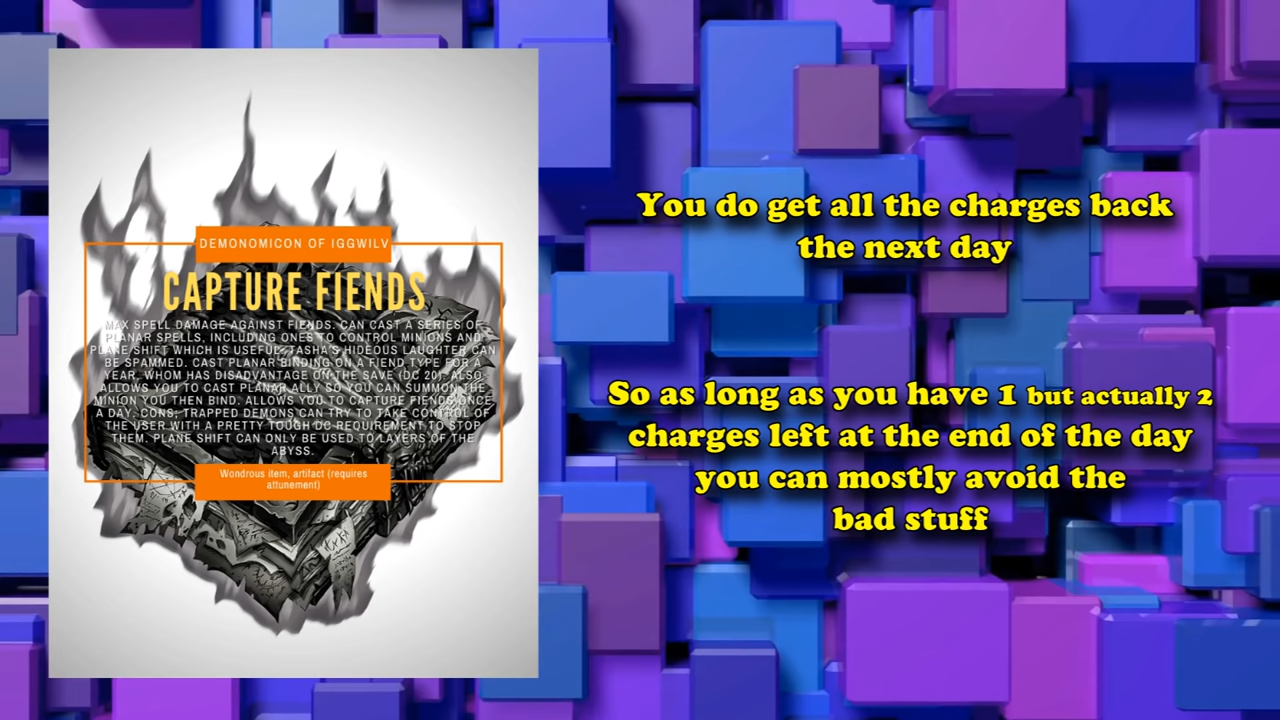 DEMONOMICON OF IGGWILV
CAPTURE FIENDS
MAX SPELL DAMAGE AGAINST FIENDS. CAN CAST A SERIES OF
PLANAR SPELLS, INCLUDING ONES TO CONTROL MINIONS AND
PLANE SHIFT WHICH IS USEFUL. TASHA'S HIDEOUS LAUGHTER CAN
BE SPAMMED. CAST PLANAR BINDING ON A FIEND TYPE FOR A
YEAR, WHOM HAS DISADVANTAGE ON THE SAVE (DC 20). ALSO,
ALLOWS YOU TO CAST PLANAR ALLY SO YOU CAN SUMMON THE
MINION YOU THEN BIND. ALLOWS YOU TO CAPTURE FIENDS ONCE
A DAY. CONS; TRAPPED DEMONS CAN TRY TO TAKE CONTROL OF
THE USER WITH A PRETTY TOUGH DC REQUIREMENT TO STOP
THEM. PLANE SHIFT CAN ONLY BE USED TO LAYERS OF THE
ABYSS.
Wondrous item, artifact (requires
attunement)
You do get all the charges back
the next day
So as long as you have 1 but actually 2
charges left at the end of the day
you can mostly avoid the
bad stuff